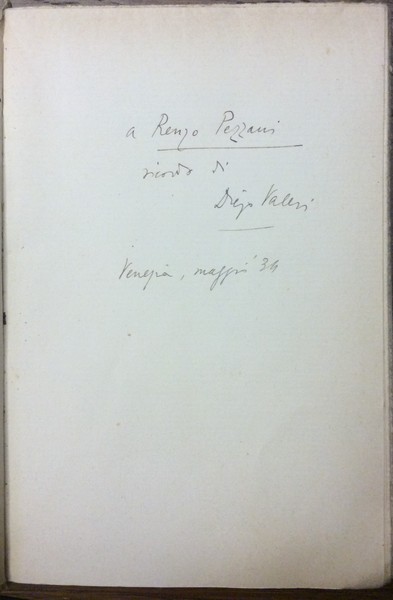 a Renzo Pezzani
ricordo di
Diego Valeri
Venezia, maggio '34